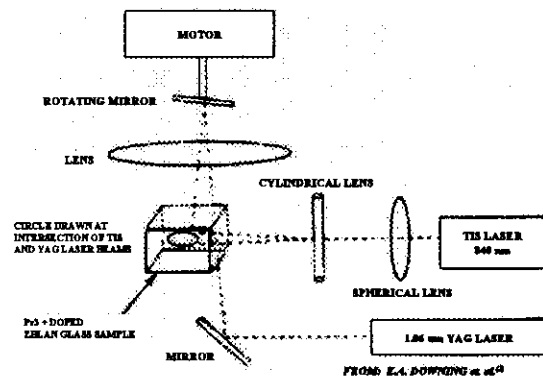 MOTOR
ROTATING MIRROR
LENS
CYLINDRICAL LENS
CIRCLE DRAWN AT
INTERSECTION OF TIS
AND YAG LASER BEAMS
TIS LASER
840 nm
SPHERICAL LENS
Pr3 + DOPED
ZBLAN GLASS SAMPLE
MIRROR
1.06 um YAG LASER
FROM: E.A. DOWNING et. al.